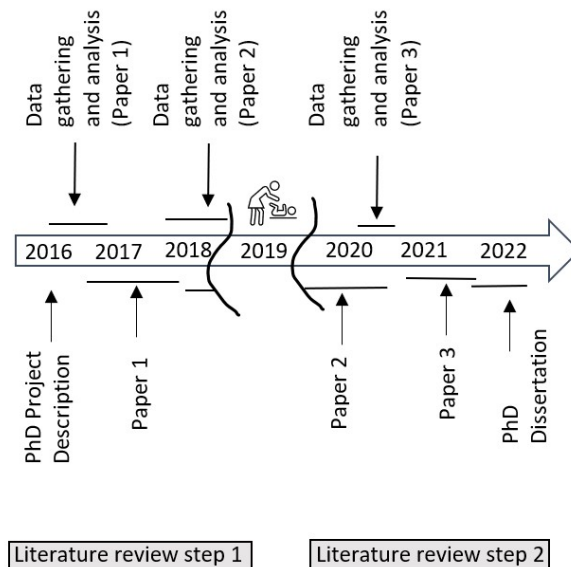 Data
gathering
and analysis
(Paper 1)
Data
gathering
and analysis
(Paper 2)
Data
gathering
and analysis
(Paper 3)
2016 2017 2018 2019 2020 2021 2022
PhD Project
Description
Paper 1
Paper 2
Paper 3
PhD
Dissertation
Literature review step 1
Literature review step 2